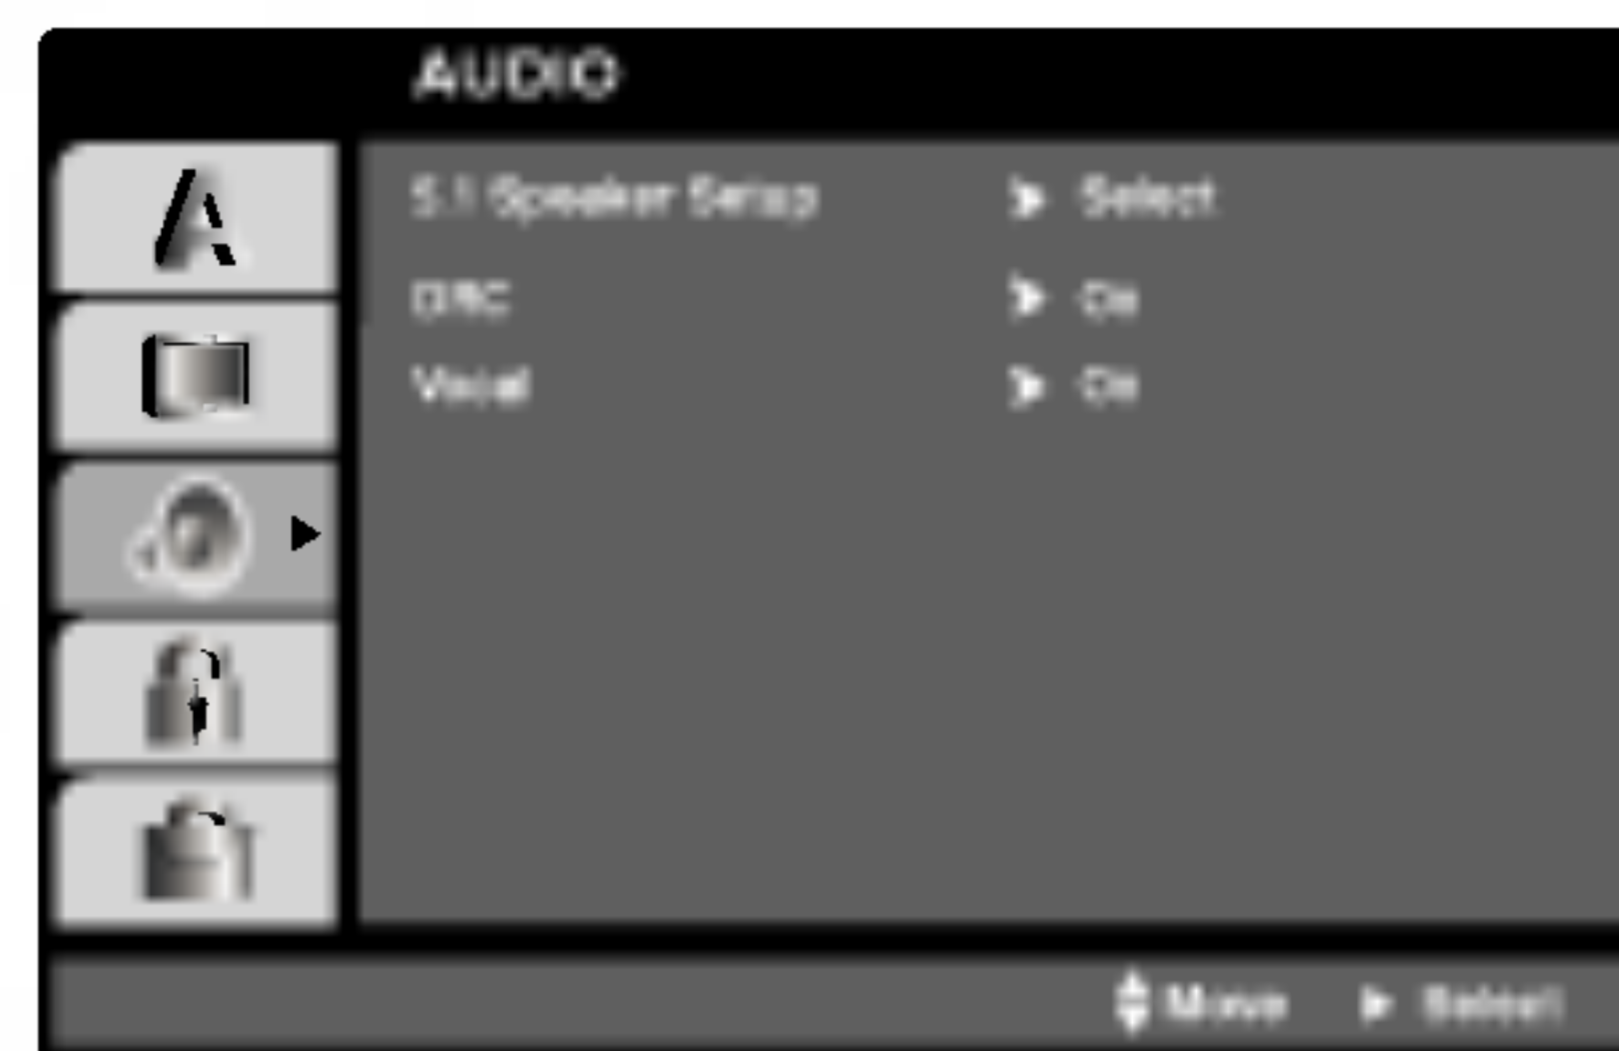 AUDIO
5.1 Speaker Setup Select
DRC On
Vocal On
Move Select